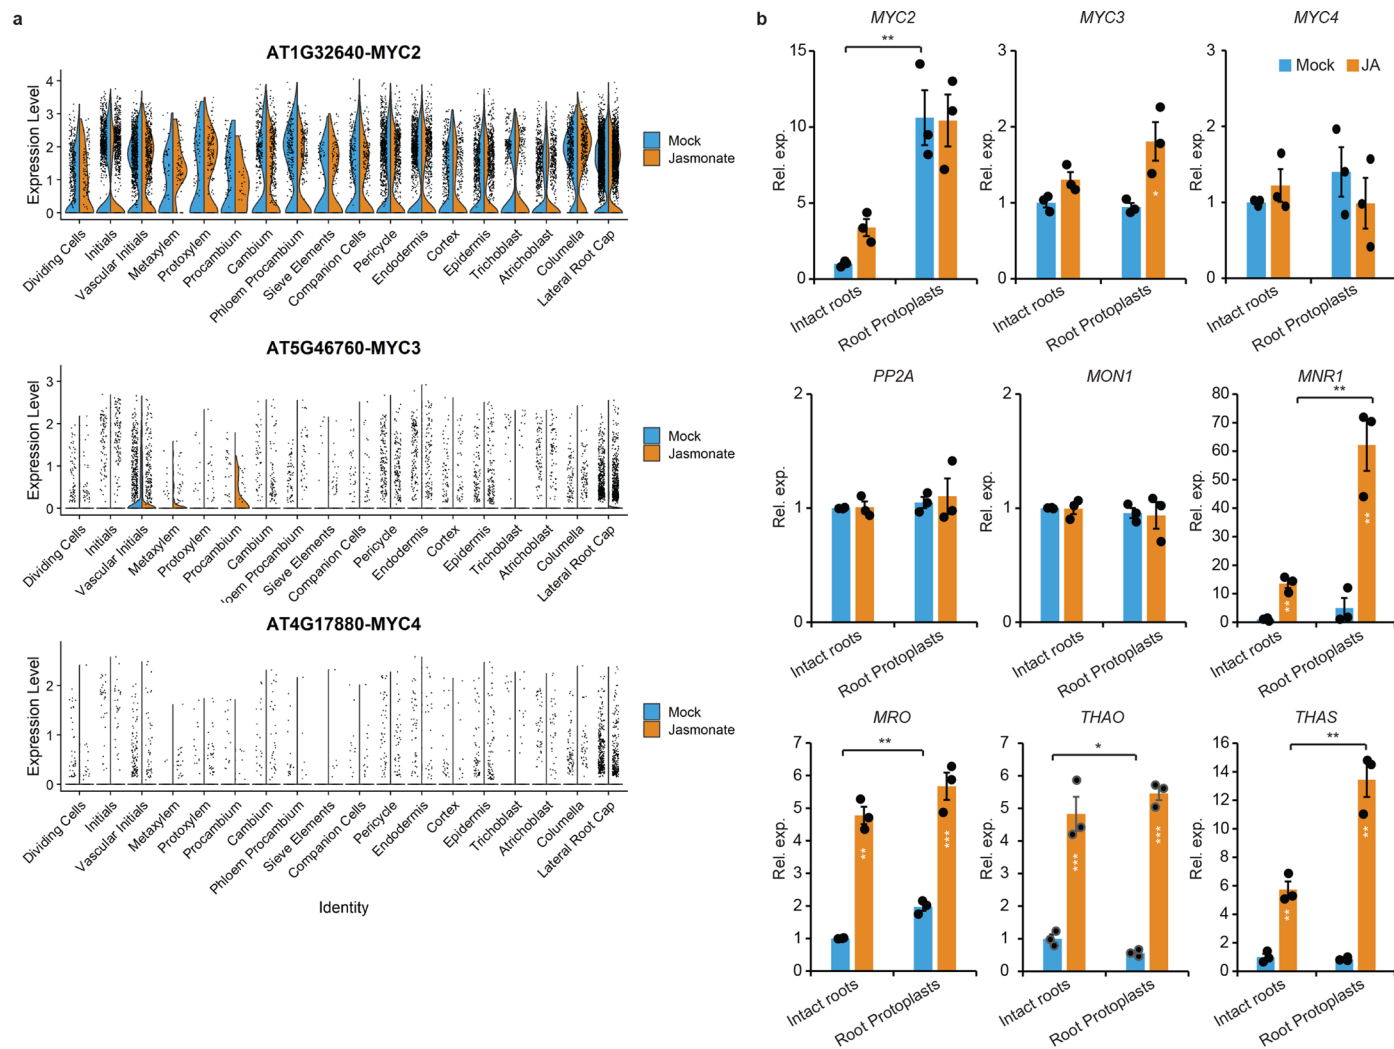 a
AT1G32640-MYC2
Expression Level
4
3
2
1
0
Mock
Jasmonate
Dividing Cells
Initials
Vascular Initials
Metaxylem
Protoxylem
Procambium
Cambium
Phloem Procambium
Sieve Elements
Companion Cells
Pericycle
Endodermis
Cortex
Epidermis
Trichoblast
Atrichoblast
Columella
Lateral Root Cap
AT5G46760-MYC3
Expression Level
3
2
1
0
Mock
Jasmonate
Dividing Cells
Initials
Vascular Initials
Metaxylem
Protoxylem
Procambium
Cambium
loem Procambium
Sieve Elements
Companion Cells
Pericycle
Endodermis
Cortex
Epidermis
Trichoblast
Atrichoblast
Columella
Lateral Root Cap
AT4G17880-MYC4
Expression Level
2
1
0
Mock
Jasmonate
Dividing Cells
Initials
Vascular Initials
Metaxylem
Protoxylem
Procambium
Cambium
Phloem Procambium
Sieve Elements
Companion Cells
Pericycle
Endodermis
Cortex
Epidermis
Trichoblast
Atrichoblast
Columella
Lateral Root Cap
Identity
b
MYC2
Rel. exp.
15
10
5
0
**
Intact roots
Root Protoplasts
MYC3
Rel. exp.
3
2
1
0
*
Intact roots
Root Protoplasts
MYC4
Mock JA
Rel. exp.
3
2
1
0
Intact roots
Root Protoplasts
PP2A
Rel. exp.
2
1
0
Intact roots
Root Protoplasts
MON1
Rel. exp.
2
1
0
Intact roots
Root Protoplasts
MNR1
Rel. exp.
80
70
60
50
40
30
20
10
0
**
**
**
Intact roots
Root Protoplasts
MRO
Rel. exp.
7
6
5
4
3
2
1
0
**
**
***
Intact roots
Root Protoplasts
THAO
Rel. exp.
7
6
5
4
3
2
1
0
*
***
***
Intact roots
Root Protoplasts
THAS
Rel. exp.
16
14
12
10
8
6
4
2
0
**
**
**
Intact roots
Root Protoplasts